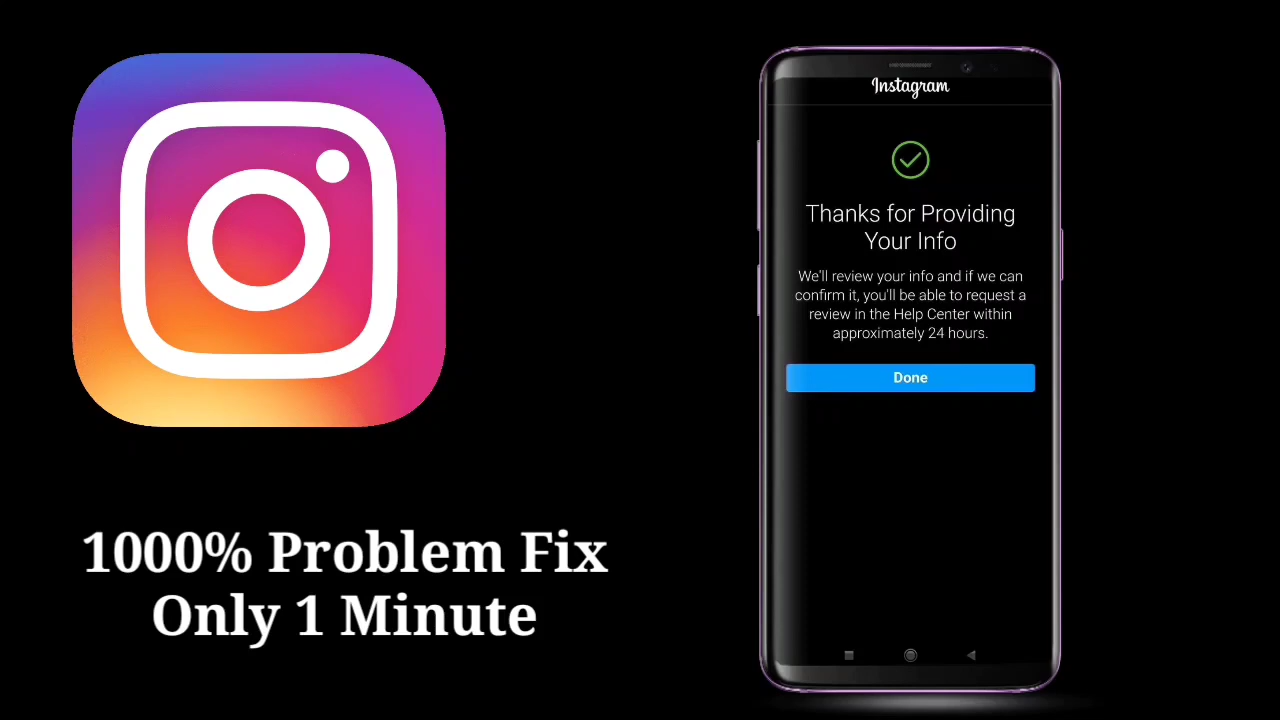 Instagram
Thanks for Providing
Your Info
We'll review your info and if we can
confirm it, you'll be able to request a
review in the Help Center within
approximately 24 hours.
Done
1000% Problem Fix
Only 1 Minute